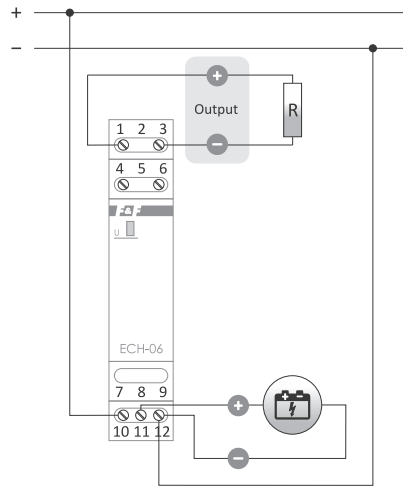 +
−
+
Output
−
R
1 2 3
4 5 6
F&F
U
ECH-06
7 8 9
10 11 12
+
+ −
−